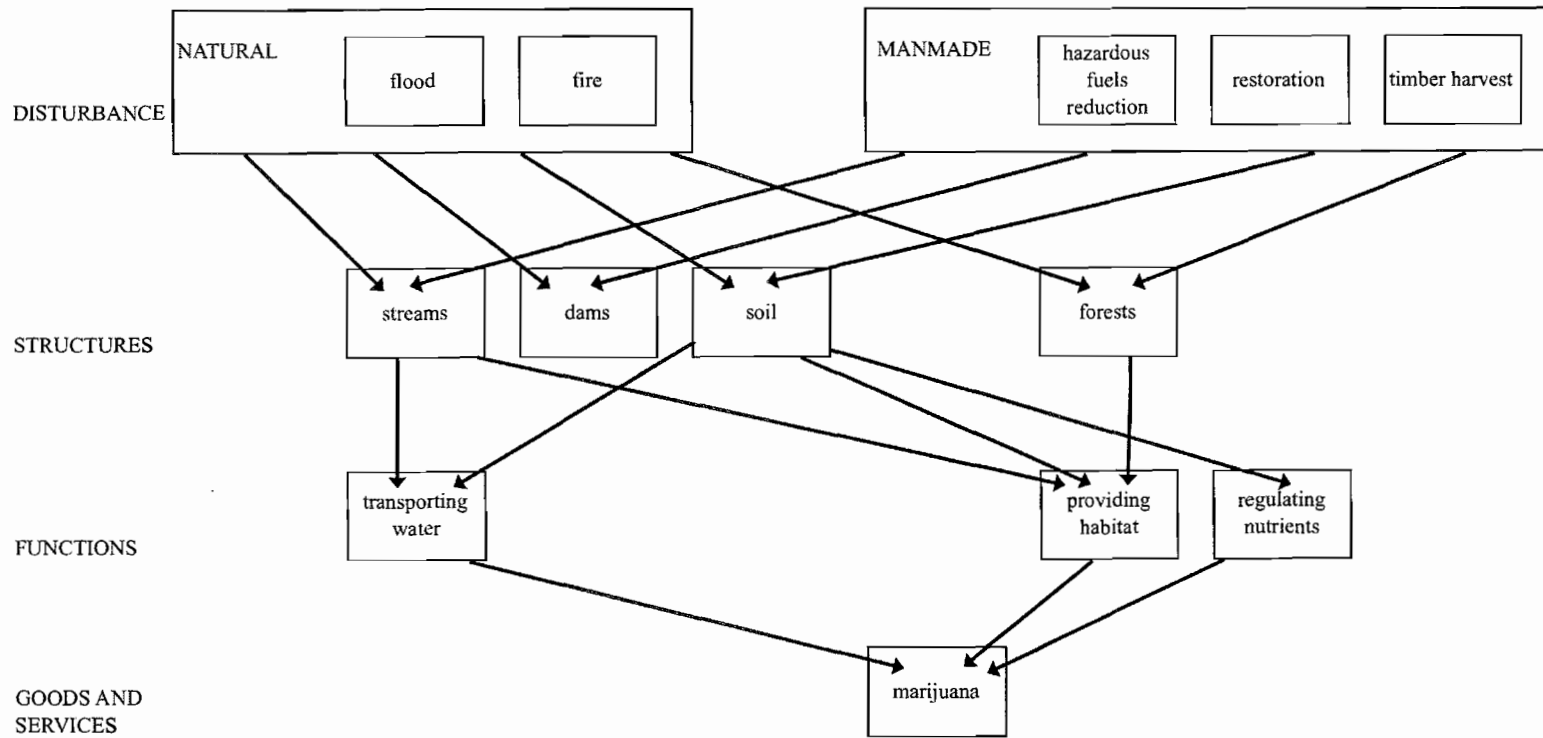 NATURAL
flood
fire
MANMADE
hazardous
fuels
reduction
restoration
timber harvest
DISTURBANCE
streams
dams
soil
forests
STRUCTURES
transporting
water
providing
habitat
regulating
nutrients
FUNCTIONS
marijuana
GOODS AND
SERVICES